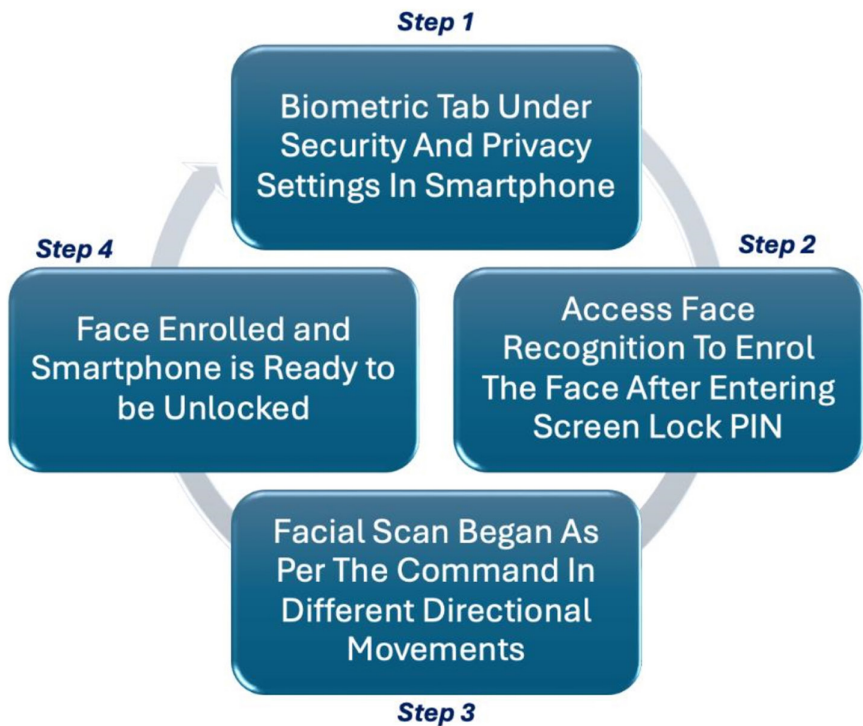 Step 1
Biometric Tab Under
Security And Privacy
Settings In Smartphone
Step 2
Access Face
Recognition To Enrol
The Face After Entering
Screen Lock PIN
Facial Scan Began As
Per The Command In
Different Directional
Movements
Step 3
Step 4
Face Enrolled and
Smartphone is Ready to
be Unlocked